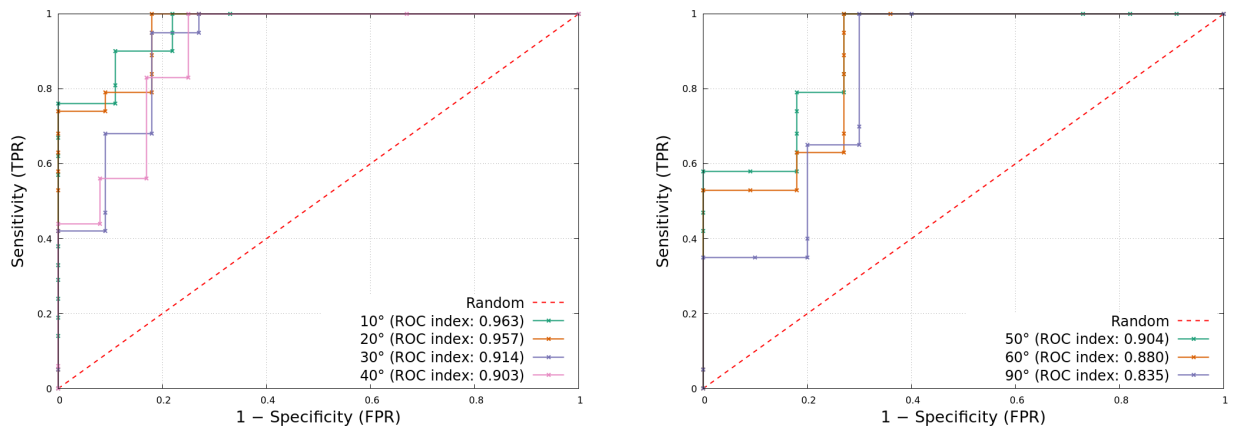 1
0.8
0.6
0.4
0.2
0
Sensitivity (TPR)
Random
10° (ROC index: 0.963)
20° (ROC index: 0.957)
30° (ROC index: 0.914)
40° (ROC index: 0.903)
0 0.2 0.4 0.6 0.8 1
1 − Specificity (FPR)
1
0.8
0.6
0.4
0.2
0
Sensitivity (TPR)
Random
50° (ROC index: 0.904)
60° (ROC index: 0.880)
90° (ROC index: 0.835)
0 0.2 0.4 0.6 0.8 1
1 − Specificity (FPR)